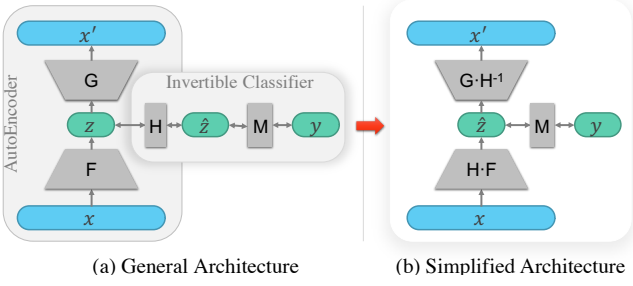 x′
x′
AutoEncoder
G
Invertible Classifier
G·H⁻¹
z
H
ẑ
M
y
ẑ
M
y
F
H·F
x
x
(a) General Architecture
(b) Simplified Architecture